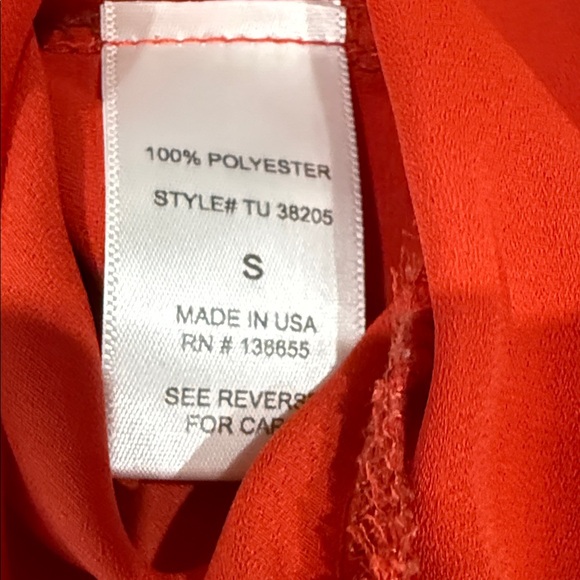 100% POLYESTER
STYLE# TU 38205
S
MADE IN USA
RN # 138655
SEE REVERS
FOR CAR